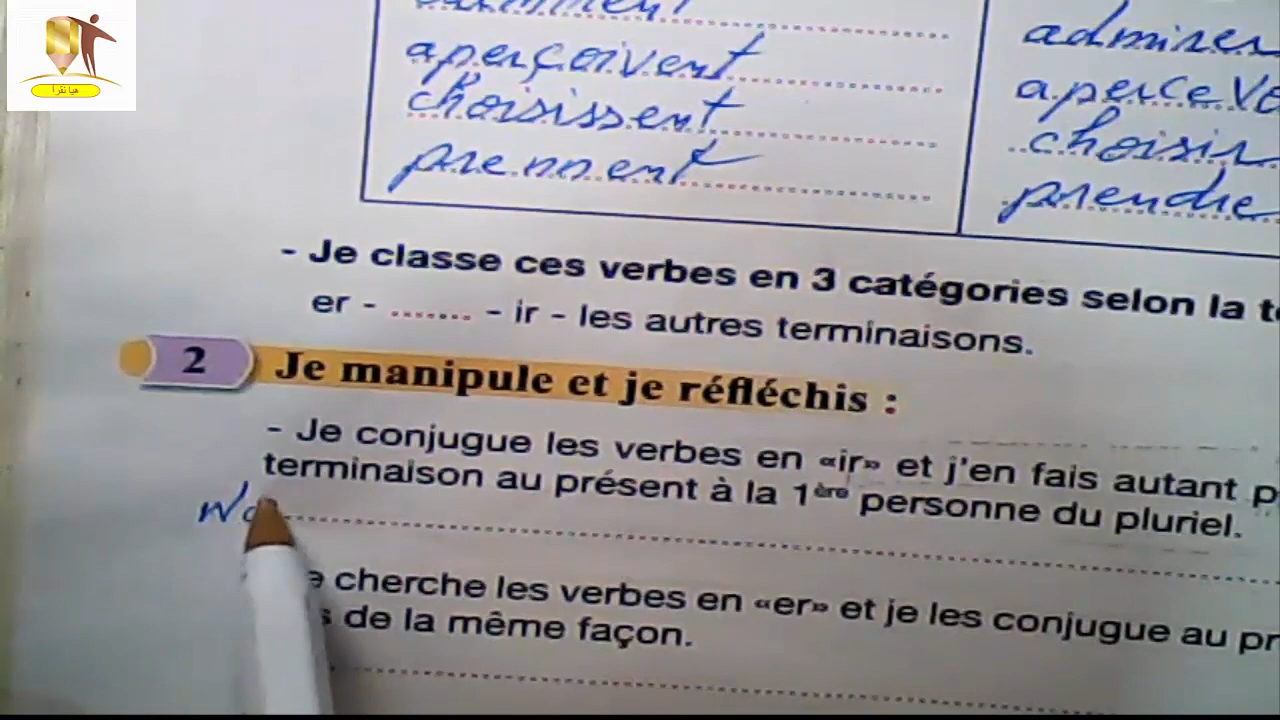 هيا نقرأ
aperçoivent
choisissent
prennent
admirer
choisir
prendre
- Je classe ces verbes en 3 catégories selon la
er - ........ - ir - les autres terminaisons.
2 Je manipule et je réfléchis :
- Je conjugue les verbes en «ir» et j'en fais autant
terminaison au présent à la 1ère personne du pluriel.
cherche les verbes en «er» et je les conjugue au
de la même façon.